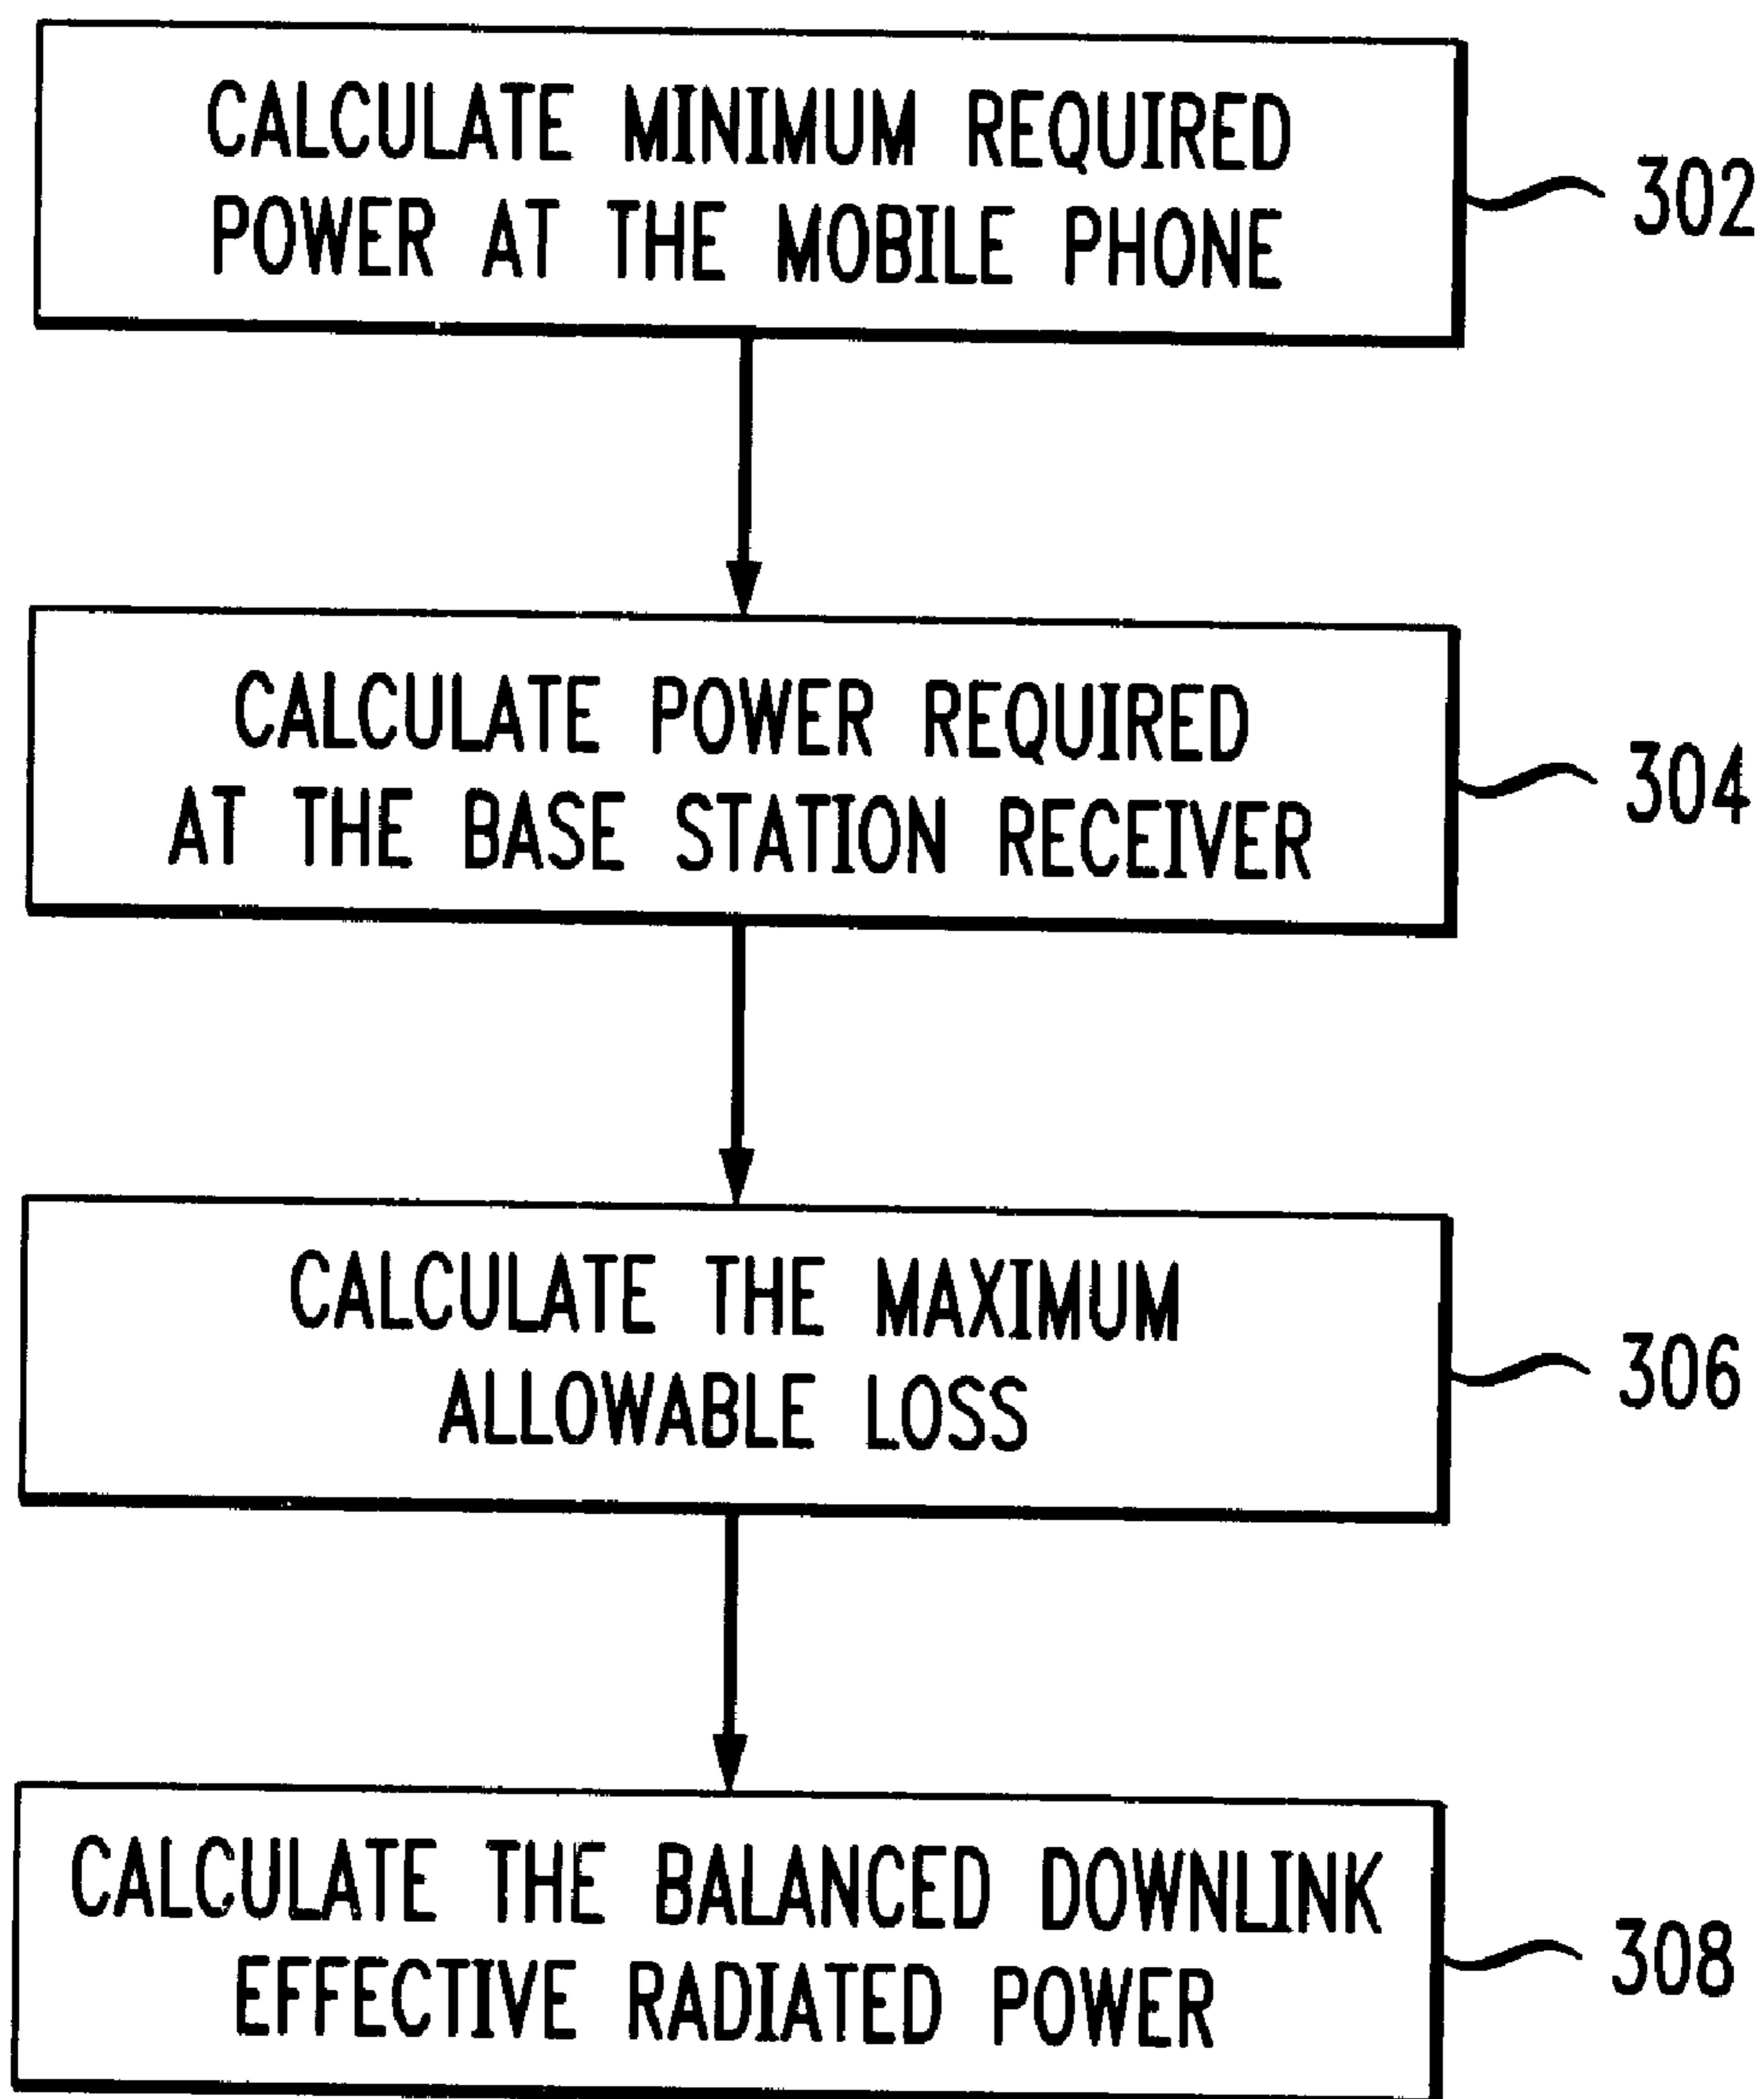 CALCULATE MINIMUM REQUIRED
POWER AT THE MOBILE PHONE
302
CALCULATE POWER REQUIRED
AT THE BASE STATION RECEIVER
304
CALCULATE THE MAXIMUM
ALLOWABLE LOSS
306
CALCULATE THE BALANCED DOWNLINK
EFFECTIVE RADIATED POWER
308